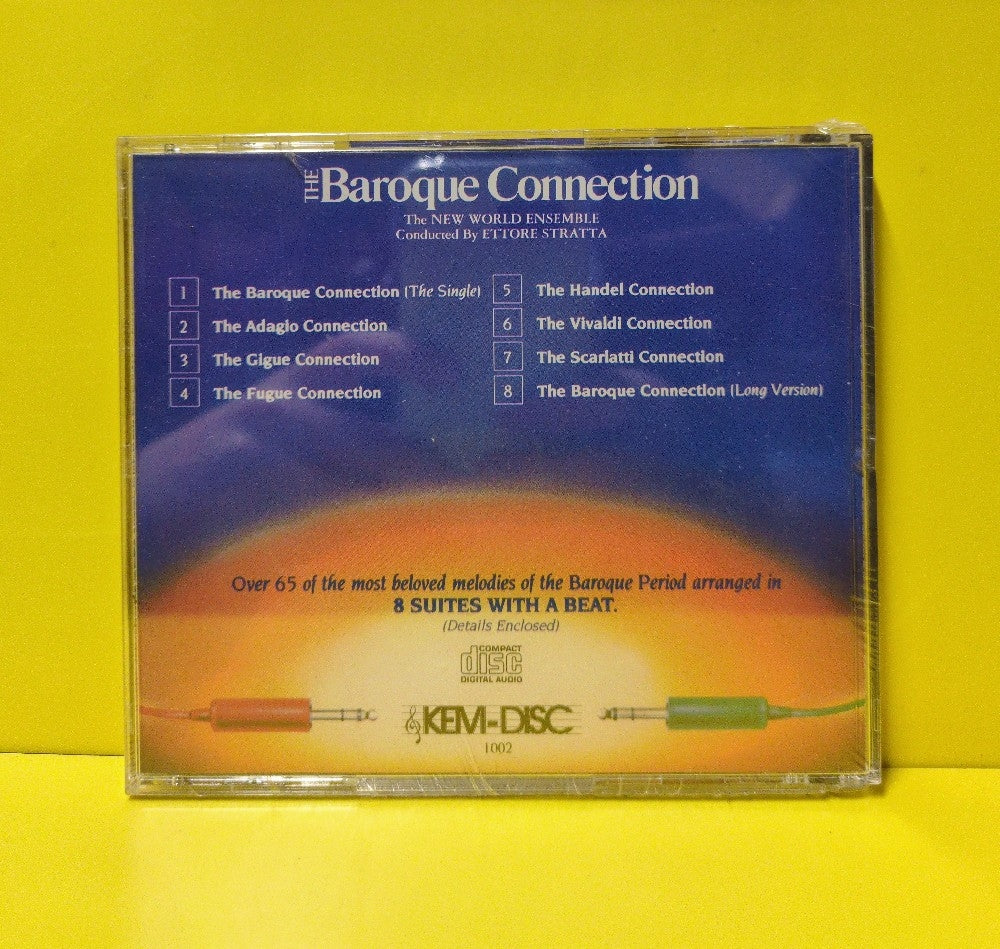 THE Baroque Connection
The NEW WORLD ENSEMBLE
Conducted By ETTORE STRATTA
1 The Baroque Connection (The Single)
2 The Adagio Connection
3 The Gigue Connection
4 The Fugue Connection
5 The Handel Connection
6 The Vivaldi Connection
7 The Scarlatti Connection
8 The Baroque Connection (Long Version)
Over 65 of the most beloved melodies of the Baroque Period arranged in
8 SUITES WITH A BEAT.
(Details Enclosed)
COMPACT
disc
DIGITAL AUDIO
KEM-DISC
1002